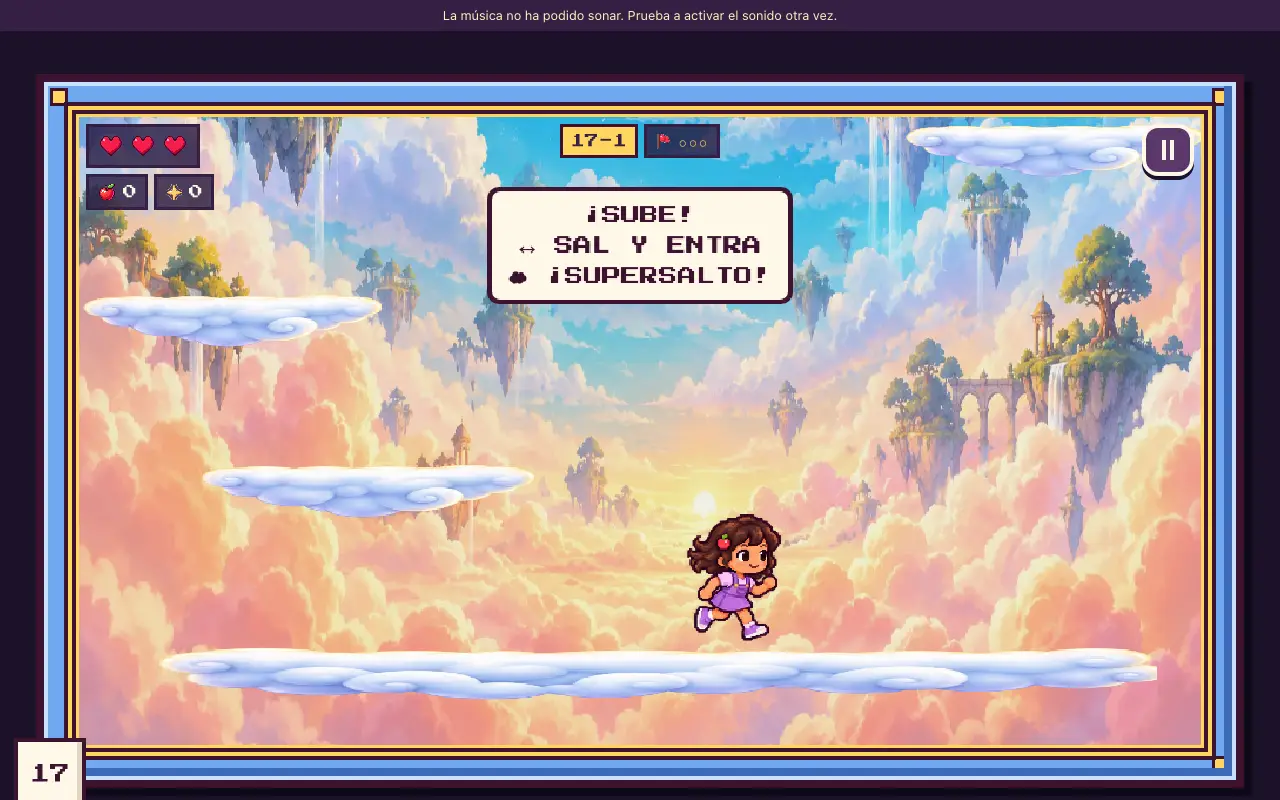 La música no ha podido sonar. Prueba a activar el sonido otra vez.
17-1
0
0
¡SUBE!
↔ SAL Y ENTRA
¡SUPERSALTO!
17